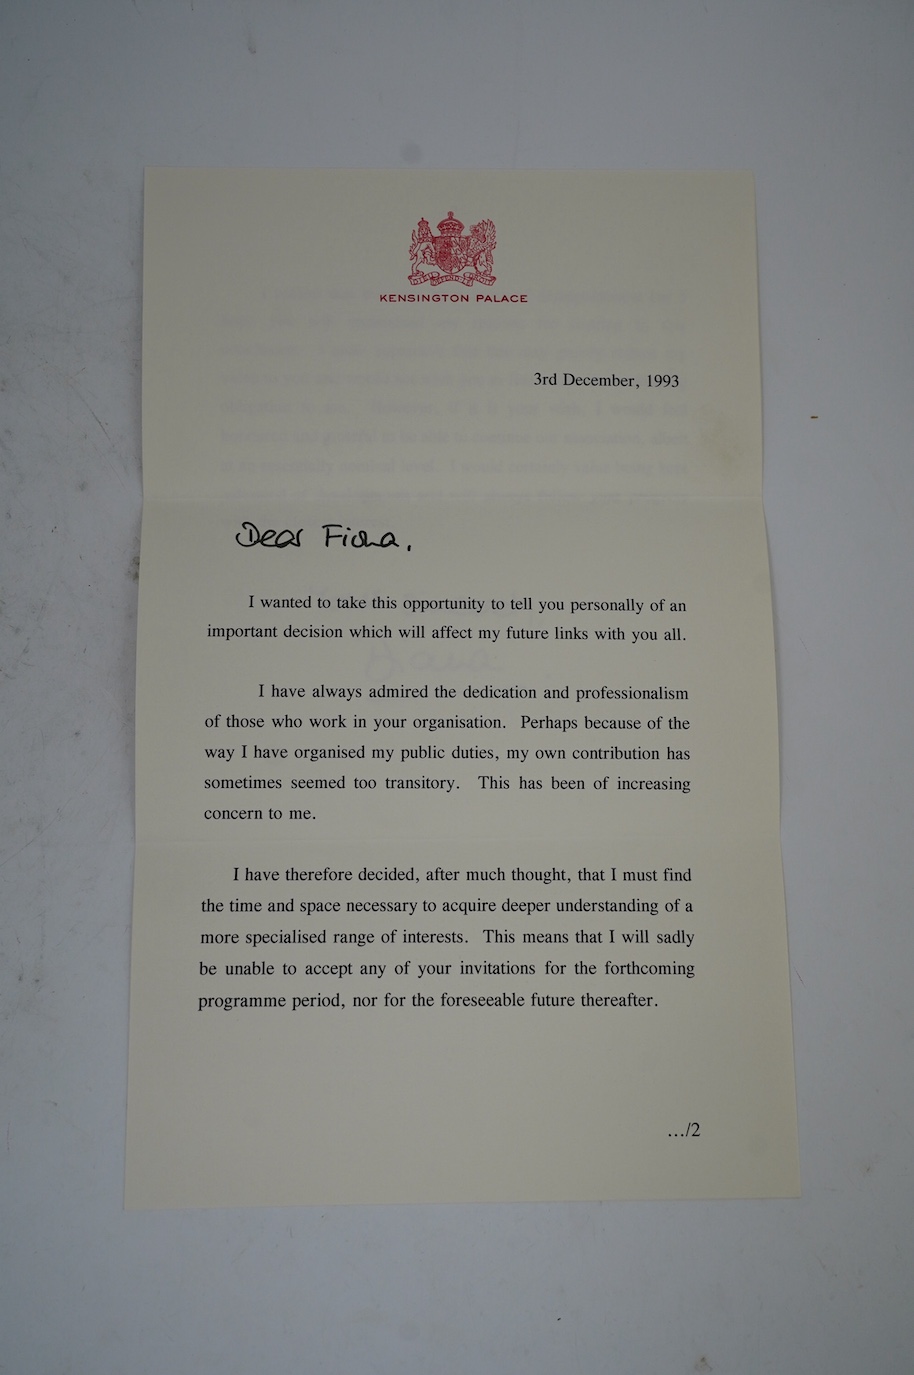 KENSINGTON PALACE
3rd December, 1993
Dear Fiona,
I wanted to take this opportunity to tell you personally of an
important decision which will affect my future links with you all.
I have always admired the dedication and professionalism
of those who work in your organisation. Perhaps because of the
way I have organised my public duties, my own contribution has
sometimes seemed too transitory. This has been of increasing
concern to me.
I have therefore decided, after much thought, that I must find
the time and space necessary to acquire deeper understanding of a
more specialised range of interests. This means that I will sadly
be unable to accept any of your invitations for the forthcoming
programme period, nor for the foreseeable future thereafter.
.../2